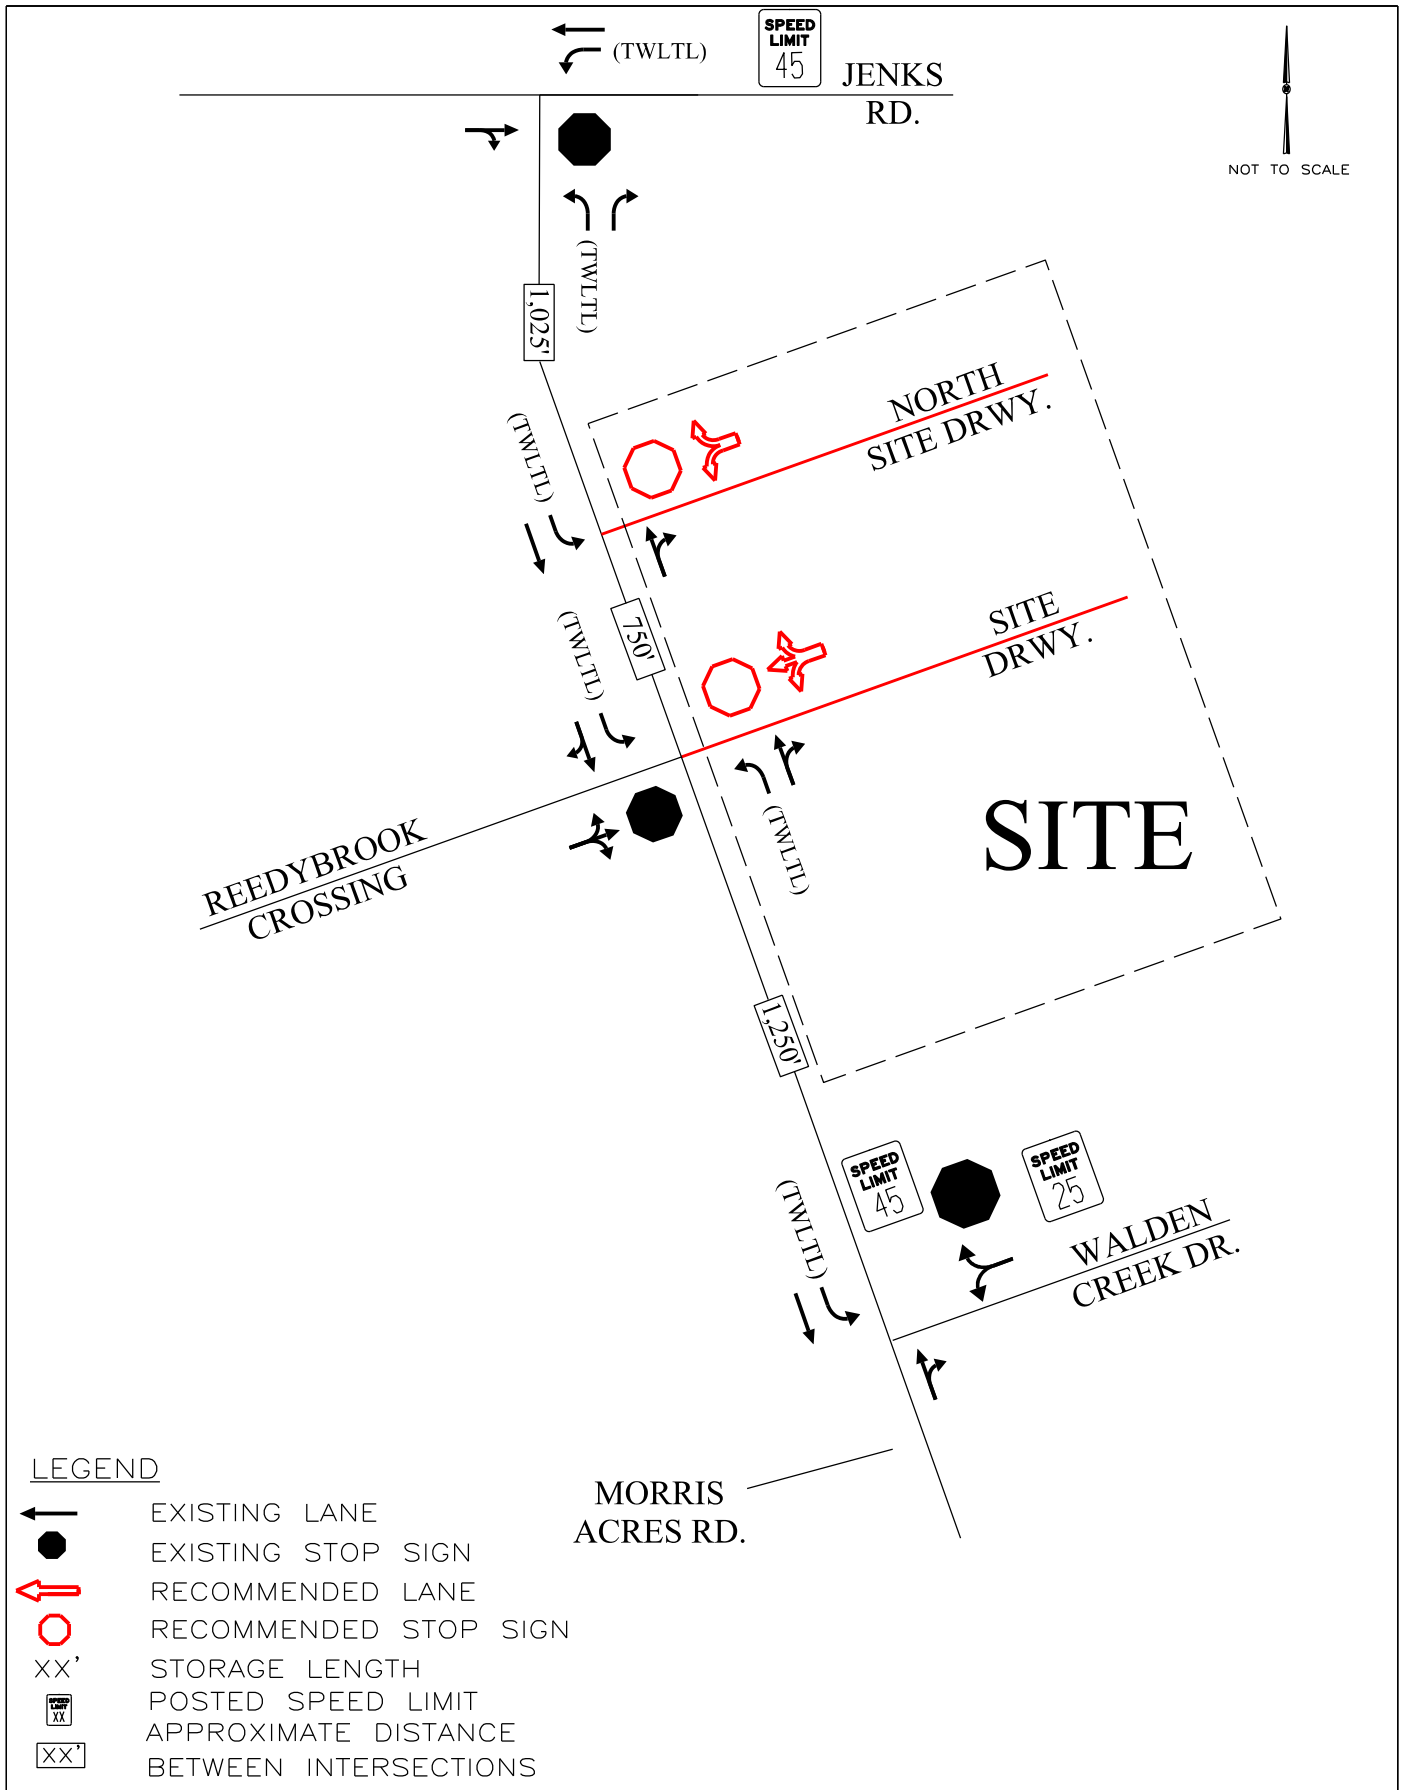 (TWLTL)
SPEED
LIMIT
45
JENKS
RD.
NOT TO SCALE
(TWLTL)
1,025'
NORTH
SITE DRWY.
(TWLTL)
750'
SITE
DRWY.
(TWLTL)
SITE
(TWLTL)
REEDYBROOK
CROSSING
1,250'
SPEED
LIMIT
45
SPEED
LIMIT
25
(TWLTL)
WALDEN
CREEK DR.
MORRIS
ACRES RD.
LEGEND
EXISTING LANE
EXISTING STOP SIGN
RECOMMENDED LANE
RECOMMENDED STOP SIGN
XX' STORAGE LENGTH
SPEED
LIMIT
XX
POSTED SPEED LIMIT
APPROXIMATE DISTANCE
XX'
BETWEEN INTERSECTIONS